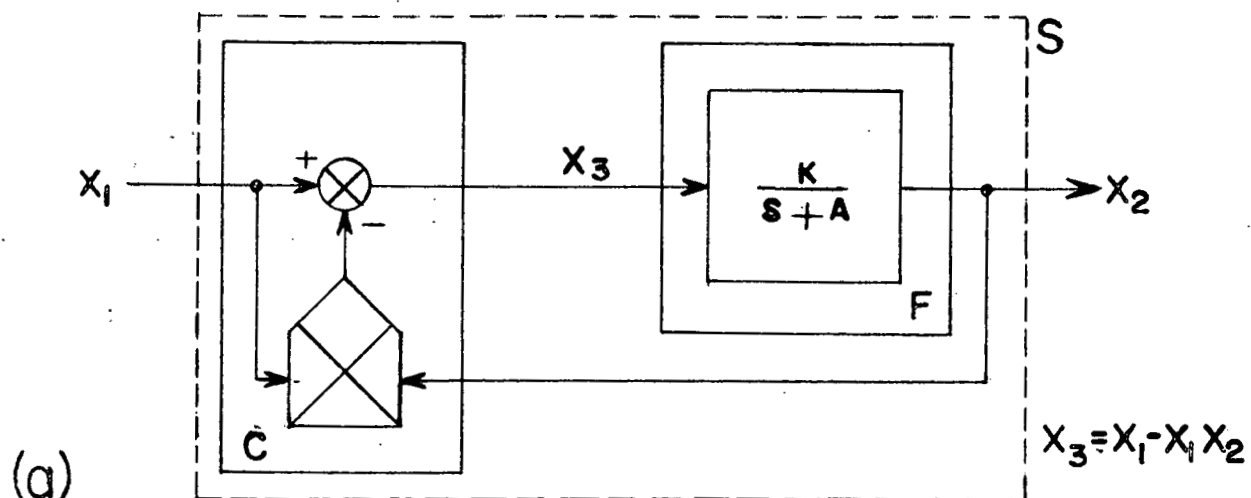 S
X₁
+
−
X₃
K
S + A
X₂
F
C
X₃=X₁-X₁X₂
(a)